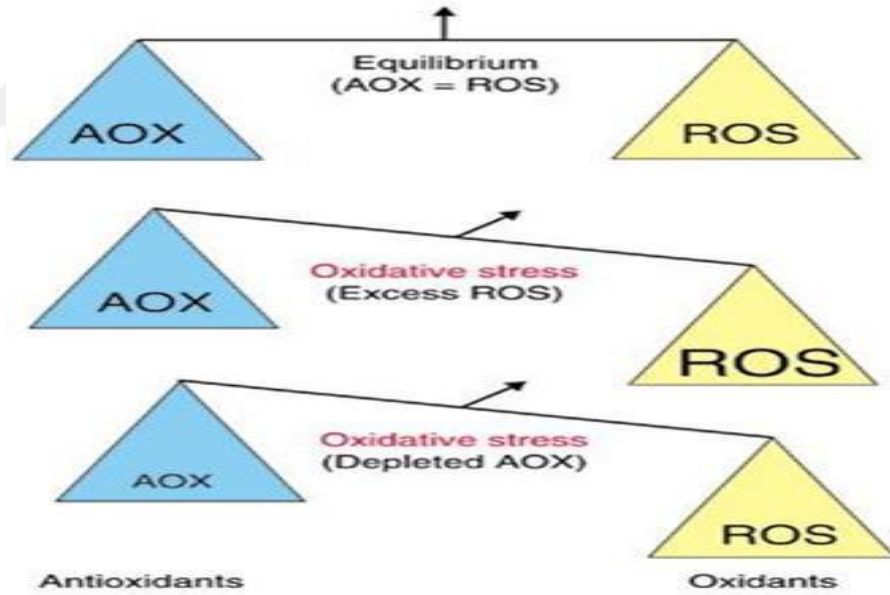 Equilibrium
(AOX = ROS)
AOX
ROS
Oxidative stress
(Excess ROS)
AOX
ROS
Oxidative stress
(Depleted AOX)
AOX
ROS
Antioxidants
Oxidants